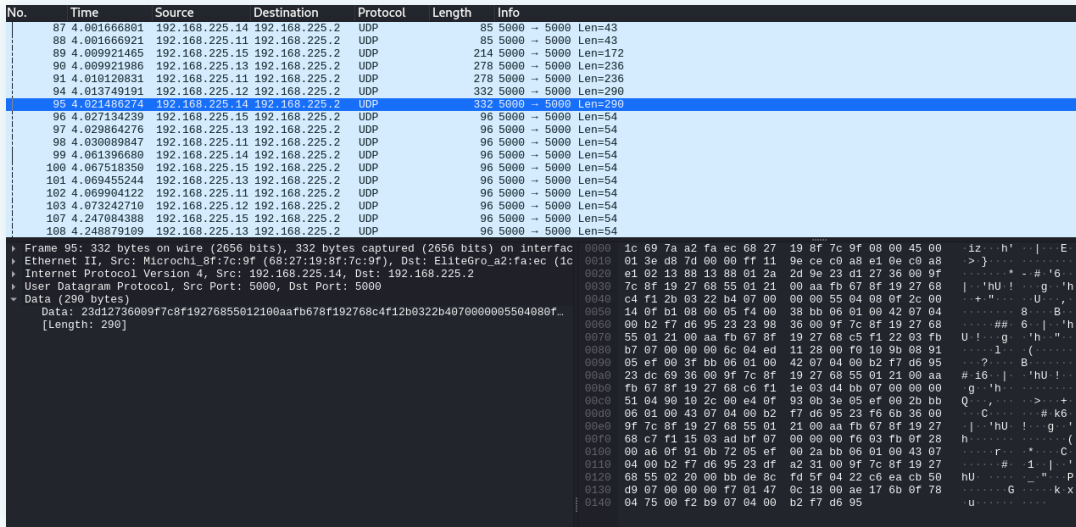 No. Time Source Destination Protocol Length Info
87 4.001666801 192.168.225.14 192.168.225.2 UDP 85 5000 → 5000 Len=43
88 4.001666921 192.168.225.11 192.168.225.2 UDP 85 5000 → 5000 Len=43
89 4.009921465 192.168.225.15 192.168.225.2 UDP 214 5000 → 5000 Len=172
90 4.009921986 192.168.225.13 192.168.225.2 UDP 278 5000 → 5000 Len=236
91 4.010120831 192.168.225.11 192.168.225.2 UDP 278 5000 → 5000 Len=236
94 4.013749191 192.168.225.12 192.168.225.2 UDP 332 5000 → 5000 Len=290
95 4.021486274 192.168.225.14 192.168.225.2 UDP 332 5000 → 5000 Len=290
96 4.027134239 192.168.225.15 192.168.225.2 UDP 96 5000 → 5000 Len=54
97 4.029864276 192.168.225.13 192.168.225.2 UDP 96 5000 → 5000 Len=54
98 4.030089847 192.168.225.11 192.168.225.2 UDP 96 5000 → 5000 Len=54
99 4.061396680 192.168.225.14 192.168.225.2 UDP 96 5000 → 5000 Len=54
100 4.067518350 192.168.225.15 192.168.225.2 UDP 96 5000 → 5000 Len=54
101 4.069455244 192.168.225.13 192.168.225.2 UDP 96 5000 → 5000 Len=54
102 4.069904122 192.168.225.11 192.168.225.2 UDP 96 5000 → 5000 Len=54
103 4.073242710 192.168.225.12 192.168.225.2 UDP 96 5000 → 5000 Len=54
107 4.247084388 192.168.225.15 192.168.225.2 UDP 96 5000 → 5000 Len=54
108 4.248879109 192.168.225.13 192.168.225.2 UDP 96 5000 → 5000 Len=54
Frame 95: 332 bytes on wire (2656 bits), 332 bytes captured (2656 bits) on interfac
Ethernet II, Src: Microchi_8f:7c:9f (68:27:19:8f:7c:9f), Dst: EliteGro_a2:fa:ec (1c
Internet Protocol Version 4, Src: 192.168.225.14, Dst: 192.168.225.2
User Datagram Protocol, Src Port: 5000, Dst Port: 5000
Data (290 bytes)
Data: 23d12736009f7c8f19276855012100aafb678f192768c4f12b0322b4070000005504080f…
[Length: 290]
0000 1c 69 7a a2 fa ec 68 27 19 8f 7c 9f 08 00 45 00
0010 01 3e d8 7d 00 00 ff 11 9e ce c0 a8 e1 0e c0 a8
0020 e1 02 13 88 13 88 01 2a 2d 9e 23 d1 27 36 00 9f
0030 7c 8f 19 27 68 55 01 21 00 aa fb 67 8f 19 27 68
0040 c4 f1 2b 03 22 b4 07 00 00 00 55 04 08 0f 2c 00
0050 14 0f b1 08 00 05 f4 00 38 bb 06 01 00 42 07 04
0060 00 b2 f7 d6 95 23 23 98 36 00 9f 7c 8f 19 27 68
0070 55 01 21 00 aa fb 67 8f 19 27 68 c5 f1 22 03 fb
0080 b7 07 00 00 00 6c 04 ed 11 28 00 f0 10 9b 08 91
0090 05 ef 00 3f bb 06 01 00 42 07 04 00 b2 f7 d6 95
00a0 23 dc 69 36 00 9f 7c 8f 19 27 68 55 01 21 00 aa
00b0 fb 67 8f 19 27 68 c6 f1 1e 03 d4 bb 07 00 00 00
00c0 51 04 90 10 2c 00 e4 0f 93 0b 3e 05 ef 00 2b bb
00d0 06 01 00 43 07 04 00 b2 f7 d6 95 23 f6 6b 36 00
00e0 9f 7c 8f 19 27 68 55 01 21 00 aa fb 67 8f 19 27
00f0 68 c7 f1 15 03 ad bf 07 00 00 00 f6 03 fb 0f 28
0100 00 a6 0f 91 0b 72 05 ef 00 2a bb 06 01 00 43 07
0110 04 00 b2 f7 d6 95 23 df a2 31 00 9f 7c 8f 19 27
0120 68 55 02 20 00 bb de 8c fd 5f 04 22 c6 ea cb 50
0130 d9 07 00 00 00 f7 01 47 0c 18 00 ae 17 6b 0f 78
0140 04 75 00 f2 b9 07 04 00 b2 f7 d6 95